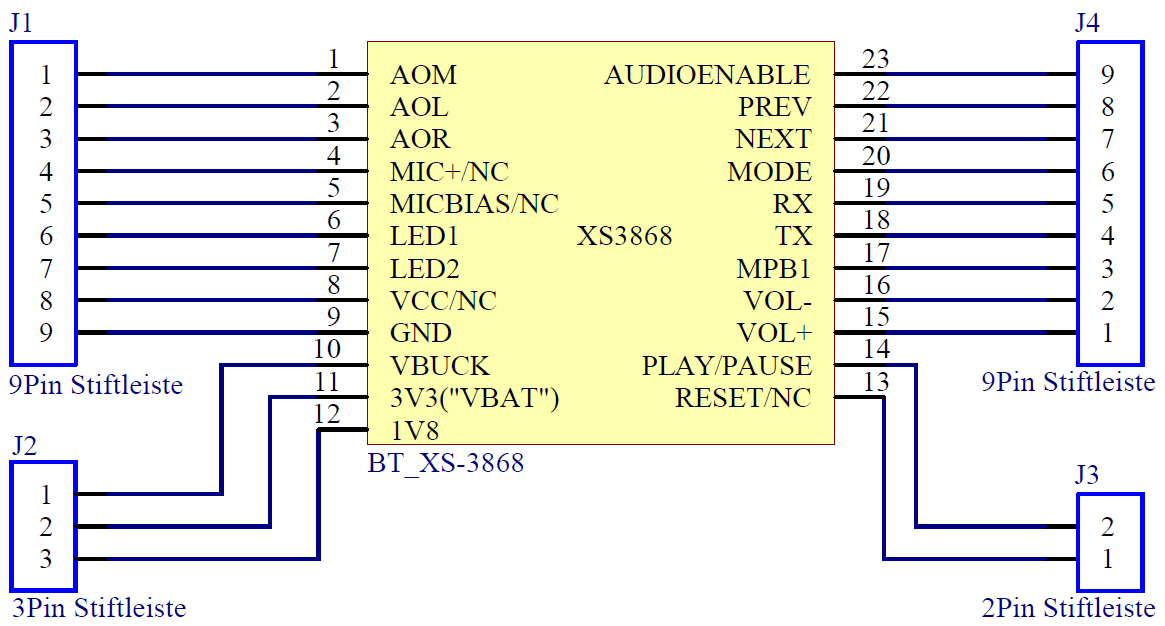 J1
1
2
3
4
5
6
7
8
9
9Pin Stiftleiste
J2
1
2
3
3Pin Stiftleiste
1
2
3
4
5
6
7
8
9
10
11
12
AOM
AOL
AOR
MIC+/NC
MICBIAS/NC
LED1
LED2
VCC/NC
GND
VBUCK
3V3("VBAT")
1V8
XS3868
BT_XS-3868
AUDIOENABLE
PREV
NEXT
MODE
RX
TX
MPB1
VOL-
VOL+
PLAY/PAUSE
RESET/NC
23
22
21
20
19
18
17
16
15
14
13
J4
9
8
7
6
5
4
3
2
1
9Pin Stiftleiste
J3
2
1
2Pin Stiftleiste